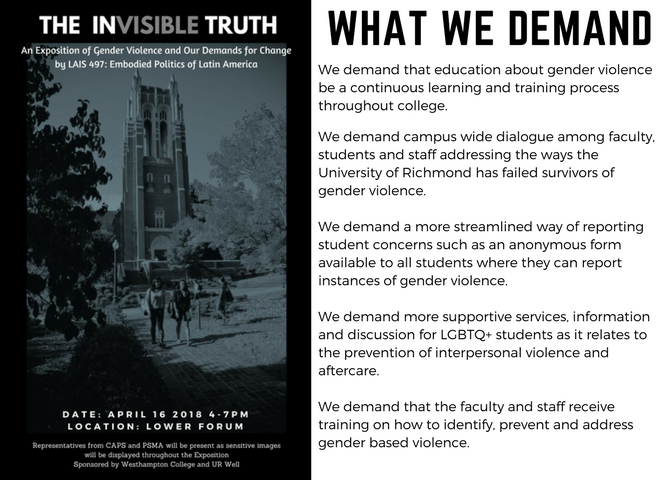 THE INVISIBLE TRUTH
An Exposition of Gender Violence and Our Demands for Change
by LAIS 497: Embodied Politics of Latin America
DATE: APRIL 16 2018 4-7PM
LOCATION: LOWER FORUM
Representatives from CAPS and PSMA will be present as sensitive images
will be displayed throughout the Exposition
Sponsored by Westhampton College and UR Well
WHAT WE DEMAND
We demand that education about gender violence
be a continuous learning and training process
throughout college.
We demand campus wide dialogue among faculty,
students and staff addressing the ways the
University of Richmond has failed survivors of
gender violence.
We demand a more streamlined way of reporting
student concerns such as an anonymous form
available to all students where they can report
instances of gender violence.
We demand more supportive services, information
and discussion for LGBTQ+ students as it relates to
the prevention of interpersonal violence and
aftercare.
We demand that the faculty and staff receive
training on how to identify, prevent and address
gender based violence.